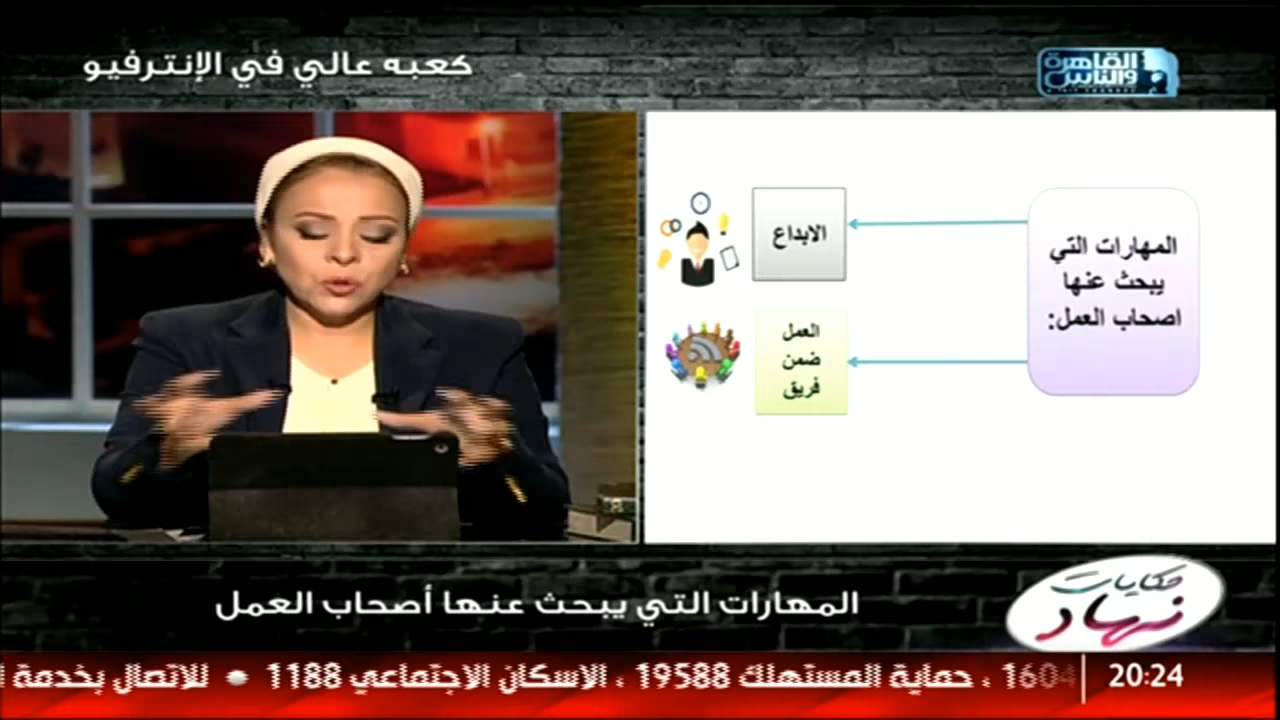 كعبه عالي في الإنترفيو
القاهرة
والناس
المهارات التي
يبحث عنها
اصحاب العمل:
الابداع
العمل
ضمن
فريق
حكايات
نهاد
المهارات التي يبحث عنها أصحاب العمل
20:24
1604 ، حماية المستهلك 19588 ، الاسكان الاجتماعي 1188 • للاتصال بخدمة